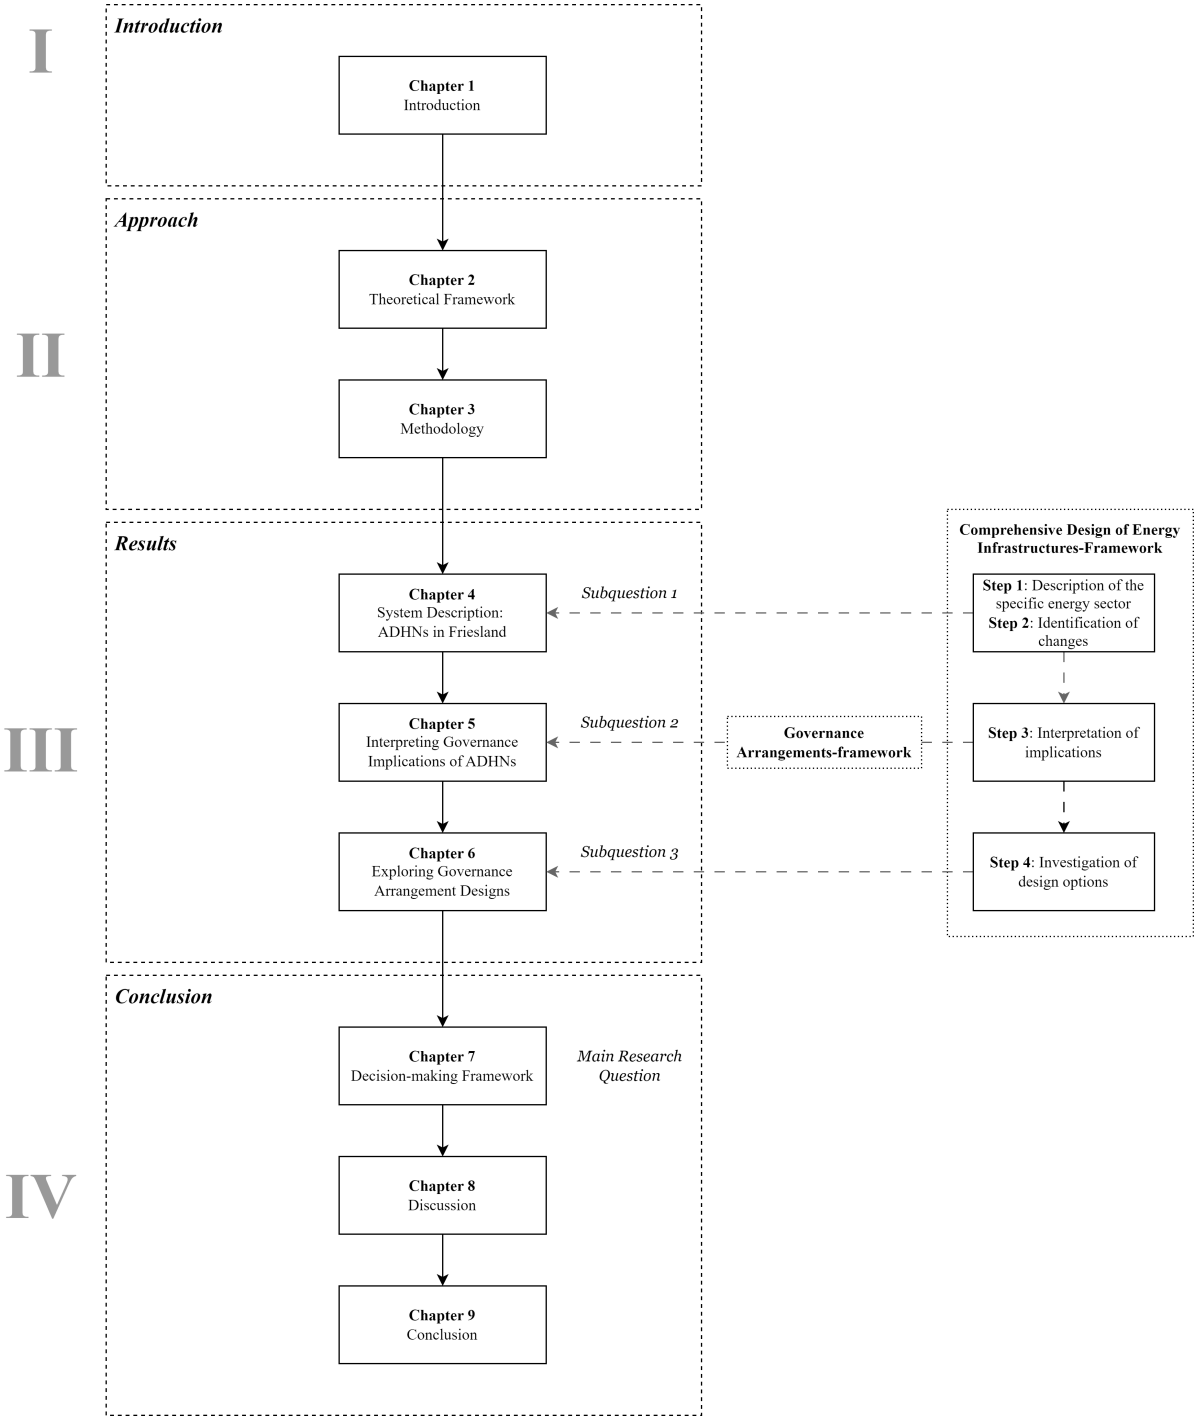 I
Introduction
Chapter 1
Introduction
II
Approach
Chapter 2
Theoretical Framework
Chapter 3
Methodology
III
Results
Chapter 4
System Description:
ADHNs in Friesland
Subquestion 1
Chapter 5
Interpreting Governance
Implications of ADHNs
Subquestion 2
Governance
Arrangements-framework
Chapter 6
Exploring Governance
Arrangement Designs
Subquestion 3
Comprehensive Design of Energy
Infrastructures-Framework
Step 1: Description of the
specific energy sector
Step 2: Identification of
changes
Step 3: Interpretation of
implications
Step 4: Investigation of
design options
IV
Conclusion
Chapter 7
Decision-making Framework
Main Research
Question
Chapter 8
Discussion
Chapter 9
Conclusion